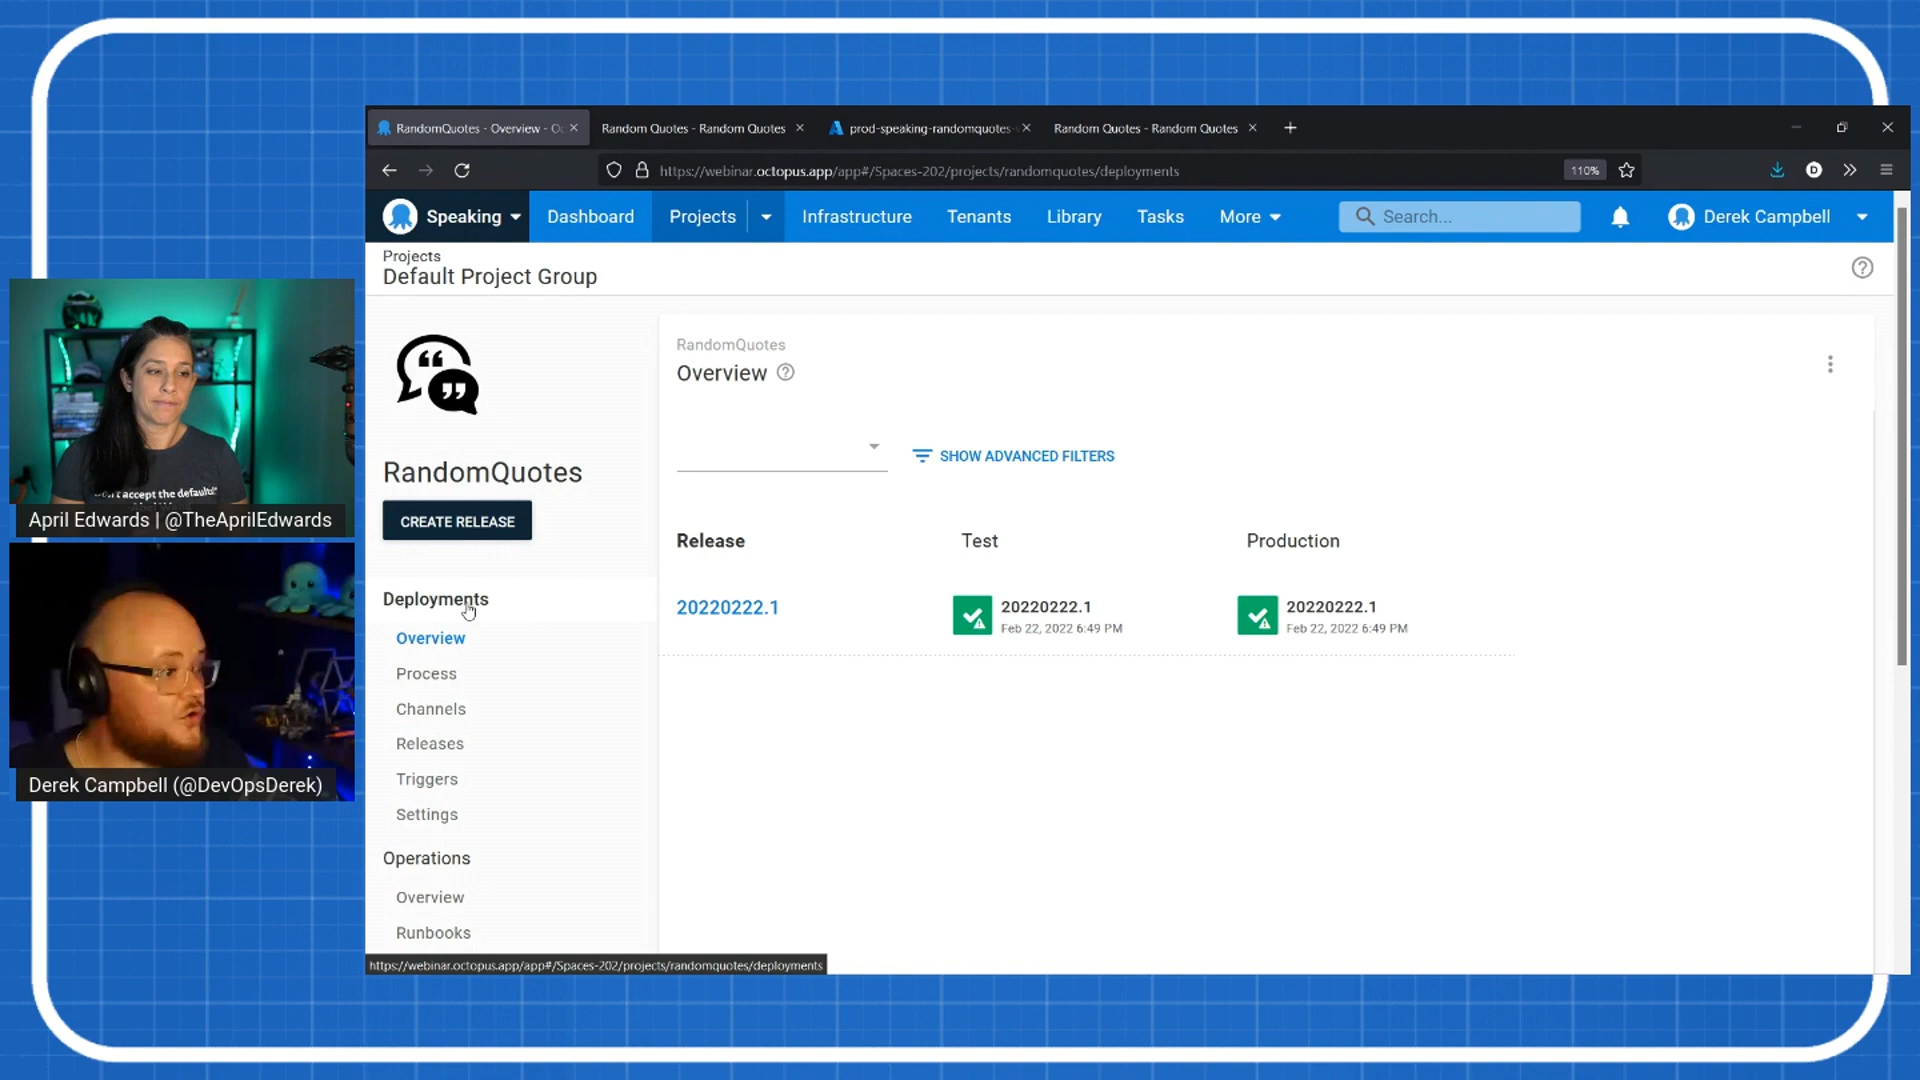 RandomQuotes - Overview - Oc
Random Quotes - Random Quotes
prod-speaking-randomquotes-
Random Quotes - Random Quotes
https://webinar.octopus.app/app#/Spaces-202/projects/randomquotes/deployments
110%
D
Speaking
Dashboard
Projects
Infrastructure
Tenants
Library
Tasks
More
Search...
Derek Campbell
Projects
Default Project Group
RandomQuotes
CREATE RELEASE
Deployments
Overview
Process
Channels
Releases
Triggers
Settings
Operations
Overview
Runbooks
https://webinar.octopus.app/app#/Spaces-202/projects/randomquotes/deployments
RandomQuotes
Overview
SHOW ADVANCED FILTERS
Release
Test
Production
20220222.1
20220222.1
Feb 22, 2022 6:49 PM
20220222.1
Feb 22, 2022 6:49 PM
accept the defaults!"
April Edwards | @TheAprilEdwards
Derek Campbell (@DevOpsDerek)